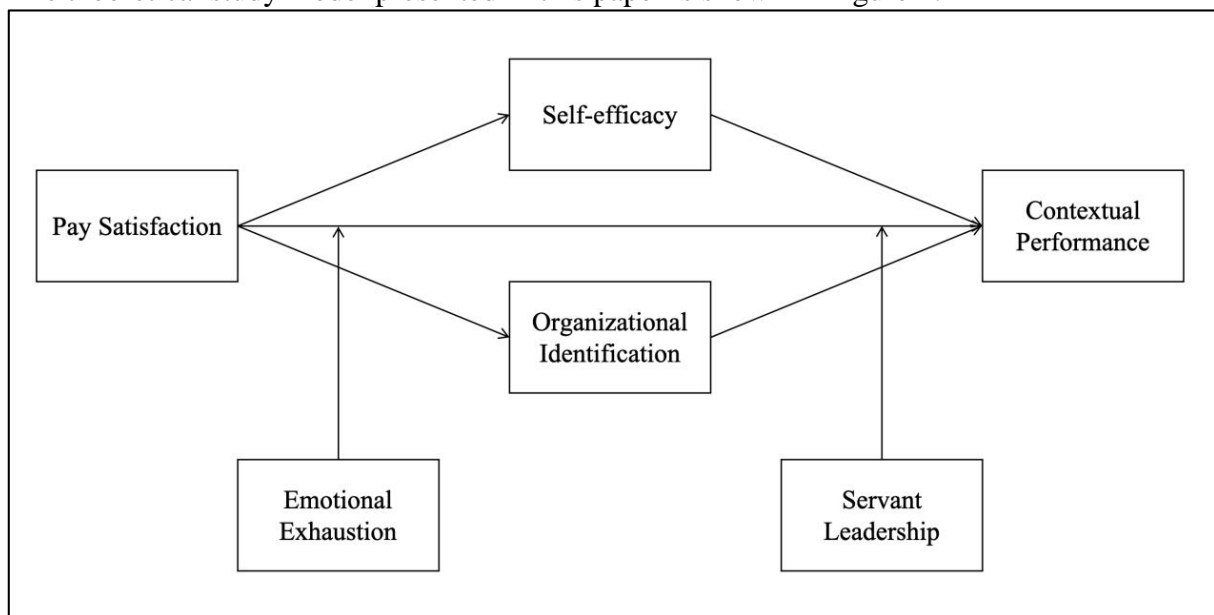 Self-efficacy
Pay Satisfaction
Contextual
Performance
Organizational
Identification
Emotional
Exhaustion
Servant
Leadership